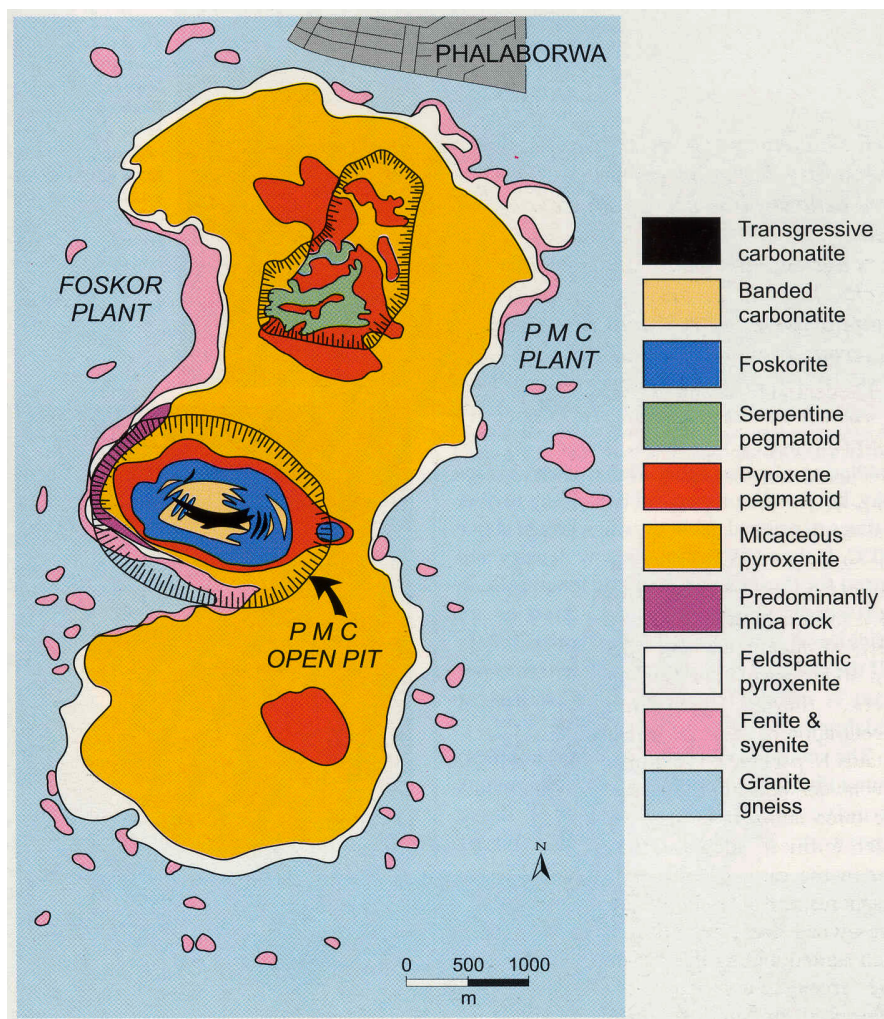 PHALABORWA
FOSKOR
PLANT
P M C
PLANT
P M C
OPEN PIT
N
0 500 1000
m
Transgressive
carbonatite
Banded
carbonatite
Foskorite
Serpentine
pegmatoid
Pyroxene
pegmatoid
Micaceous
pyroxenite
Predominantly
mica rock
Feldspathic
pyroxenite
Fenite &
syenite
Granite
gneiss